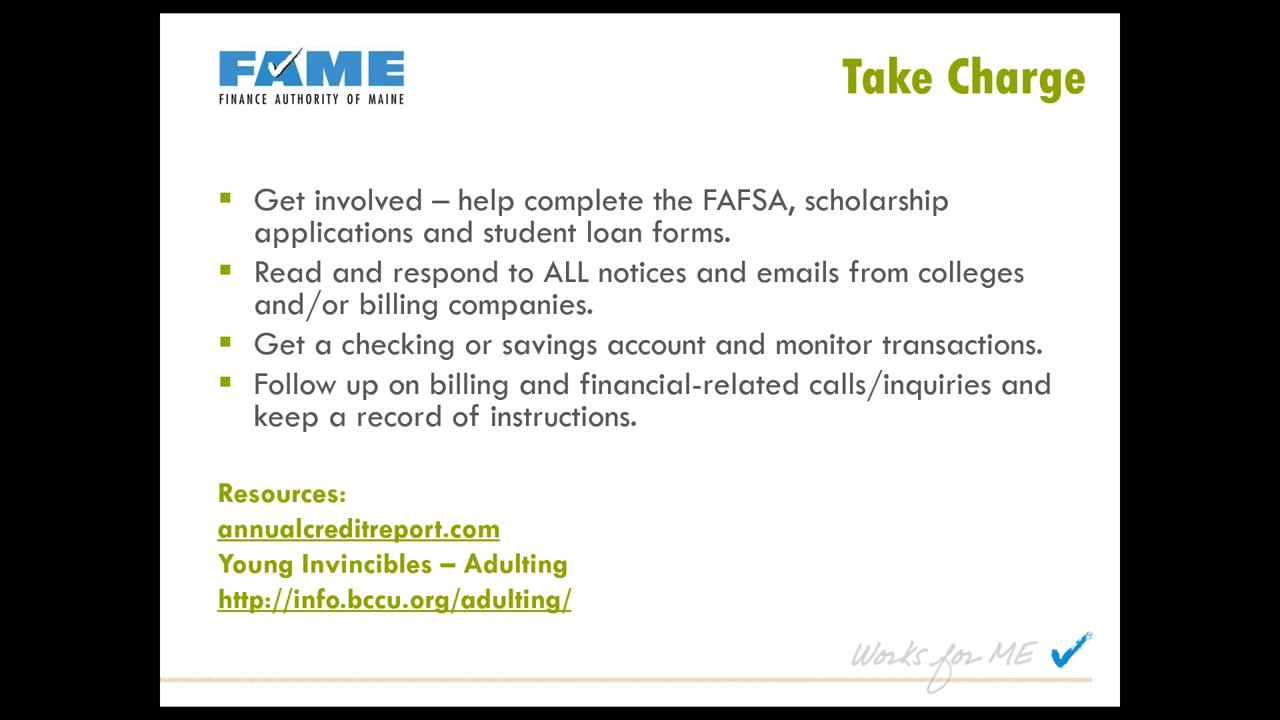 FAME
FINANCE AUTHORITY OF MAINE
Take Charge
Get involved – help complete the FAFSA, scholarship
applications and student loan forms.
Read and respond to ALL notices and emails from colleges
and/or billing companies.
Get a checking or savings account and monitor transactions.
Follow up on billing and financial-related calls/inquiries and
keep a record of instructions.
Resources:
annualcreditreport.com
Young Invincibles – Adulting
http://info.bccu.org/adulting/
Works for ME